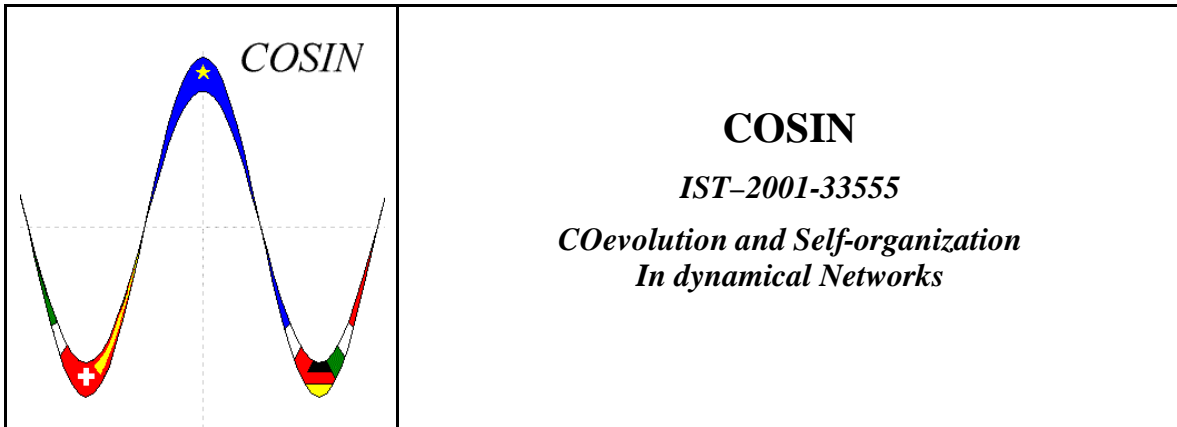 COSIN
COSIN
IST–2001-33555
COevolution and Self-organization
In dynamical Networks